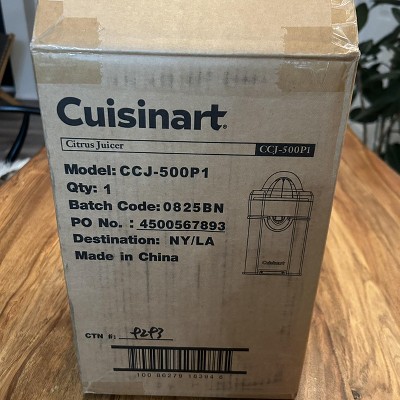 Cuisinart®
Citrus Juicer CCJ-500P1
Model: CCJ-500P1
Qty: 1
Batch Code: 0825BN
PO No. : 4500567893
Destination: NY/LA
Made in China
Cuisinart
CTN #: